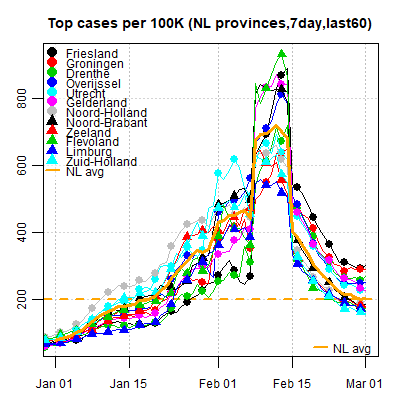 Top cases per 100K (NL provinces,7day,last60)
Friesland
Groningen
Drenthe
Overijssel
Utrecht
Gelderland
Noord-Holland
Noord-Brabant
Zeeland
Flevoland
Limburg
Zuid-Holland
NL avg
800
600
400
200
NL avg
Jan 01 Jan 15 Feb 01 Feb 15 Mar 01